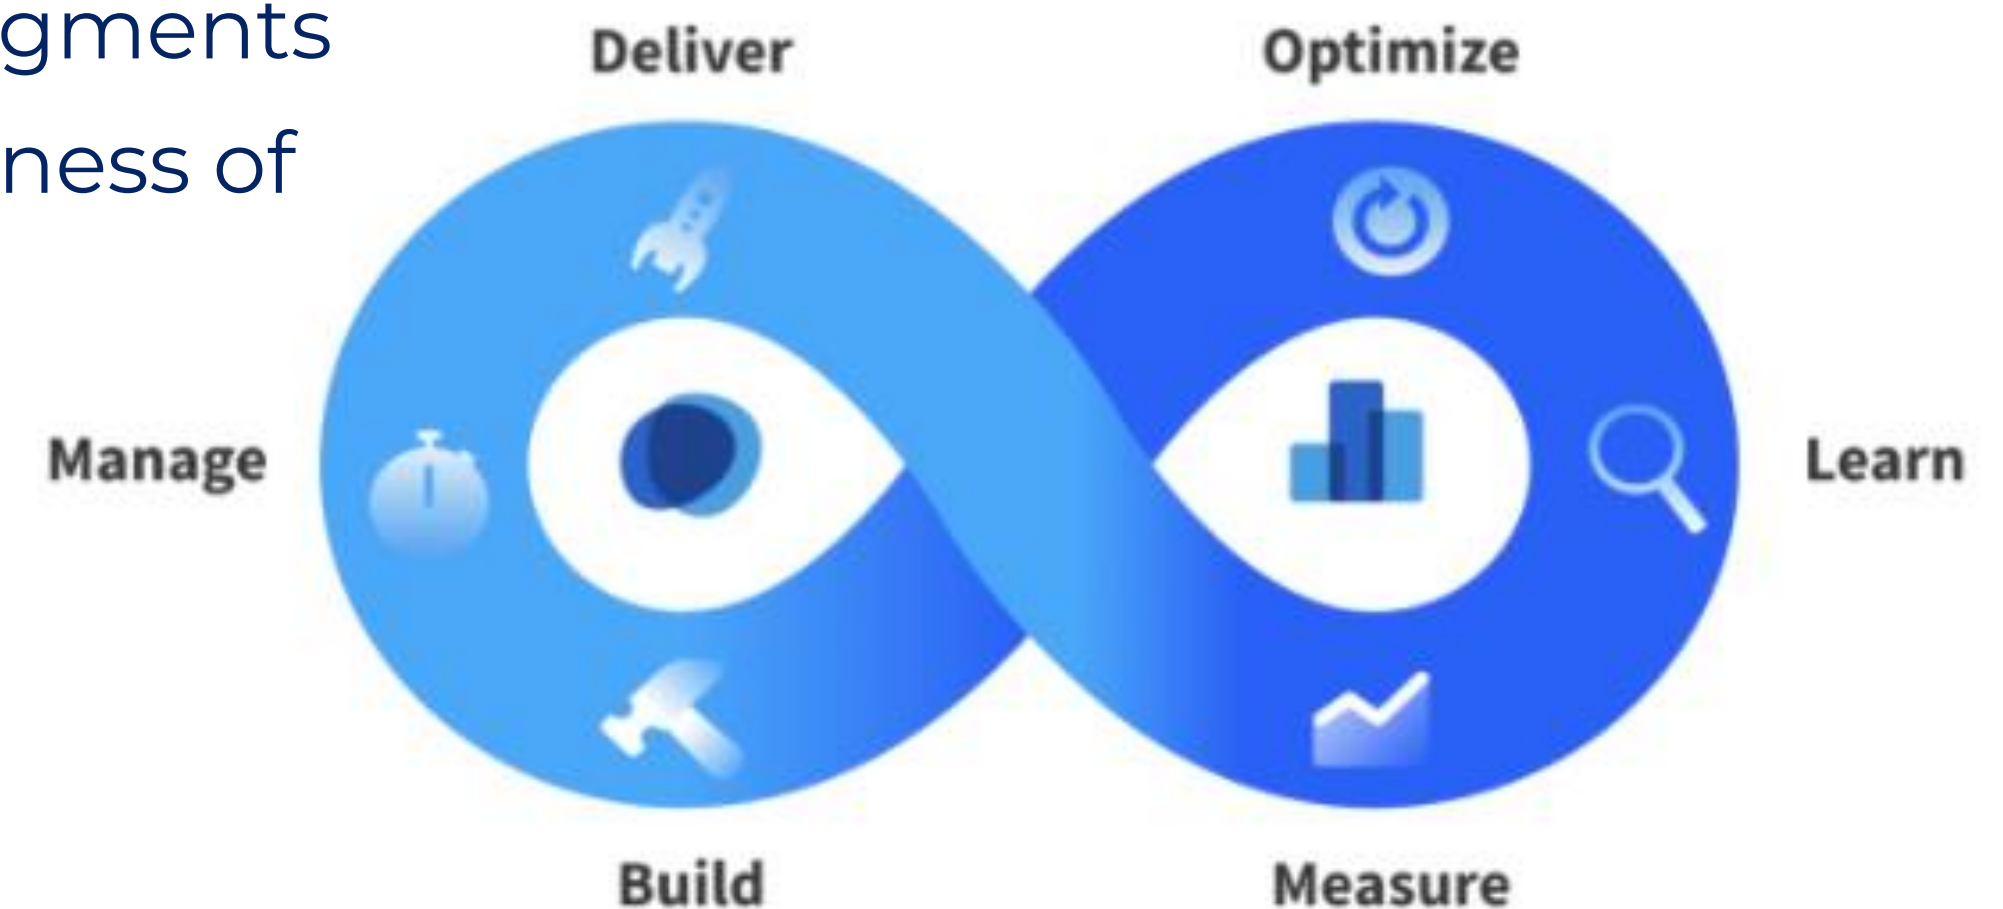 gments
ness of
Deliver
Optimize
Manage
Learn
Build
Measure